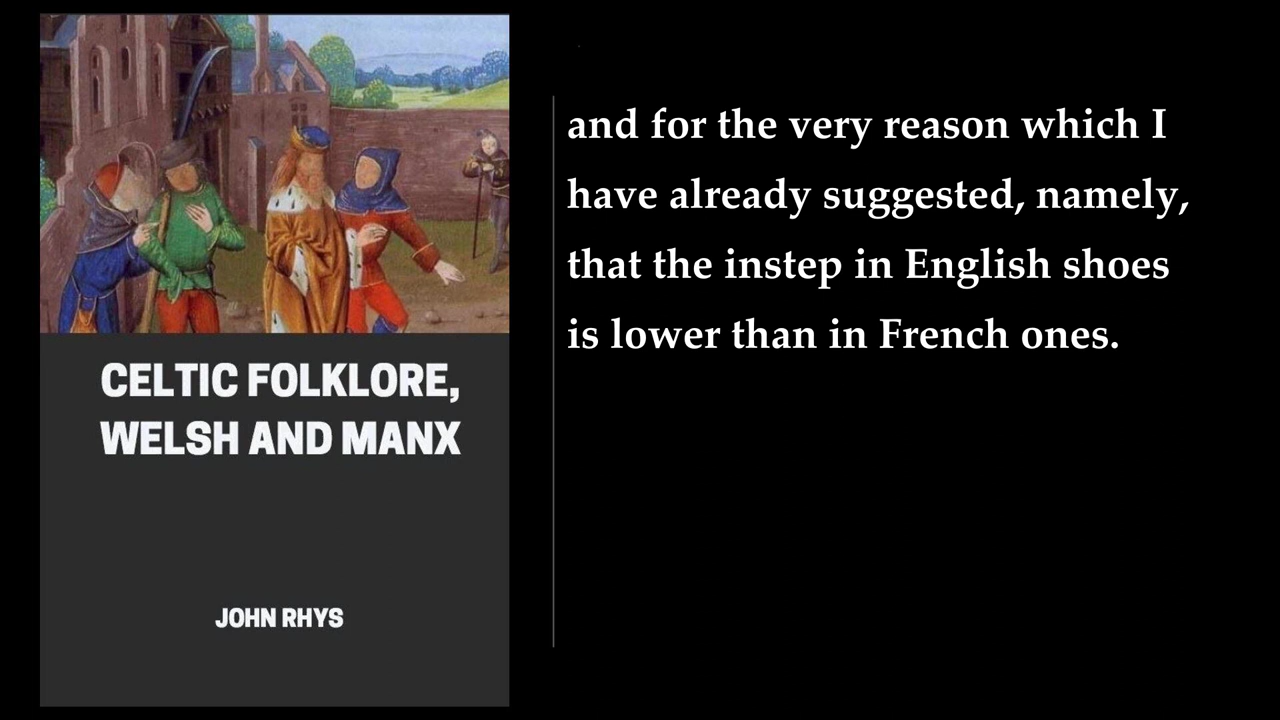 CELTIC FOLKLORE,
WELSH AND MANX
JOHN RHYS
and for the very reason which I
have already suggested, namely,
that the instep in English shoes
is lower than in French ones.